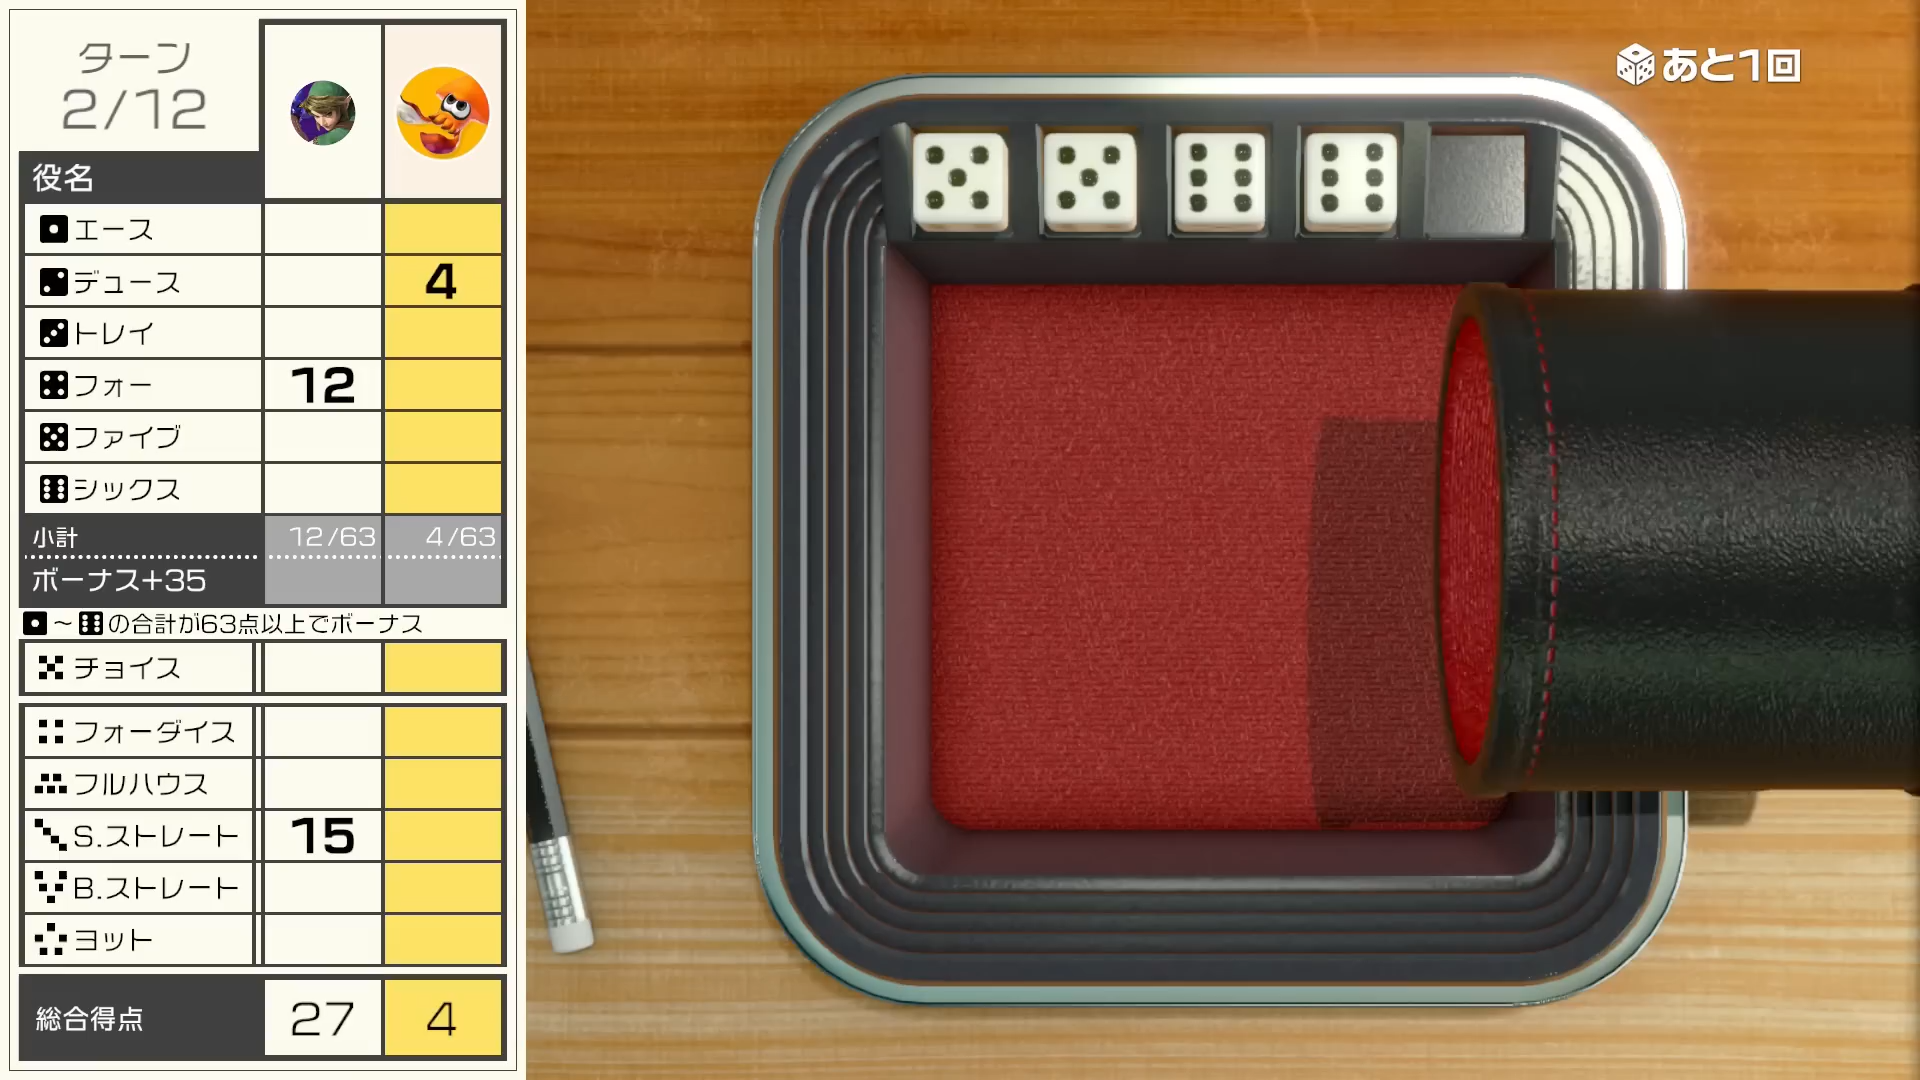 ターン
2/12
役名
エース
デュース 4
トレイ
フォー 12
ファイブ
シックス
小計 12/63 4/63
ボーナス+35
～の合計が63点以上でボーナス
チョイス
フォーダイス
フルハウス
S.ストレート 15
B.ストレート
ヨット
総合得点 27 4
あと1回